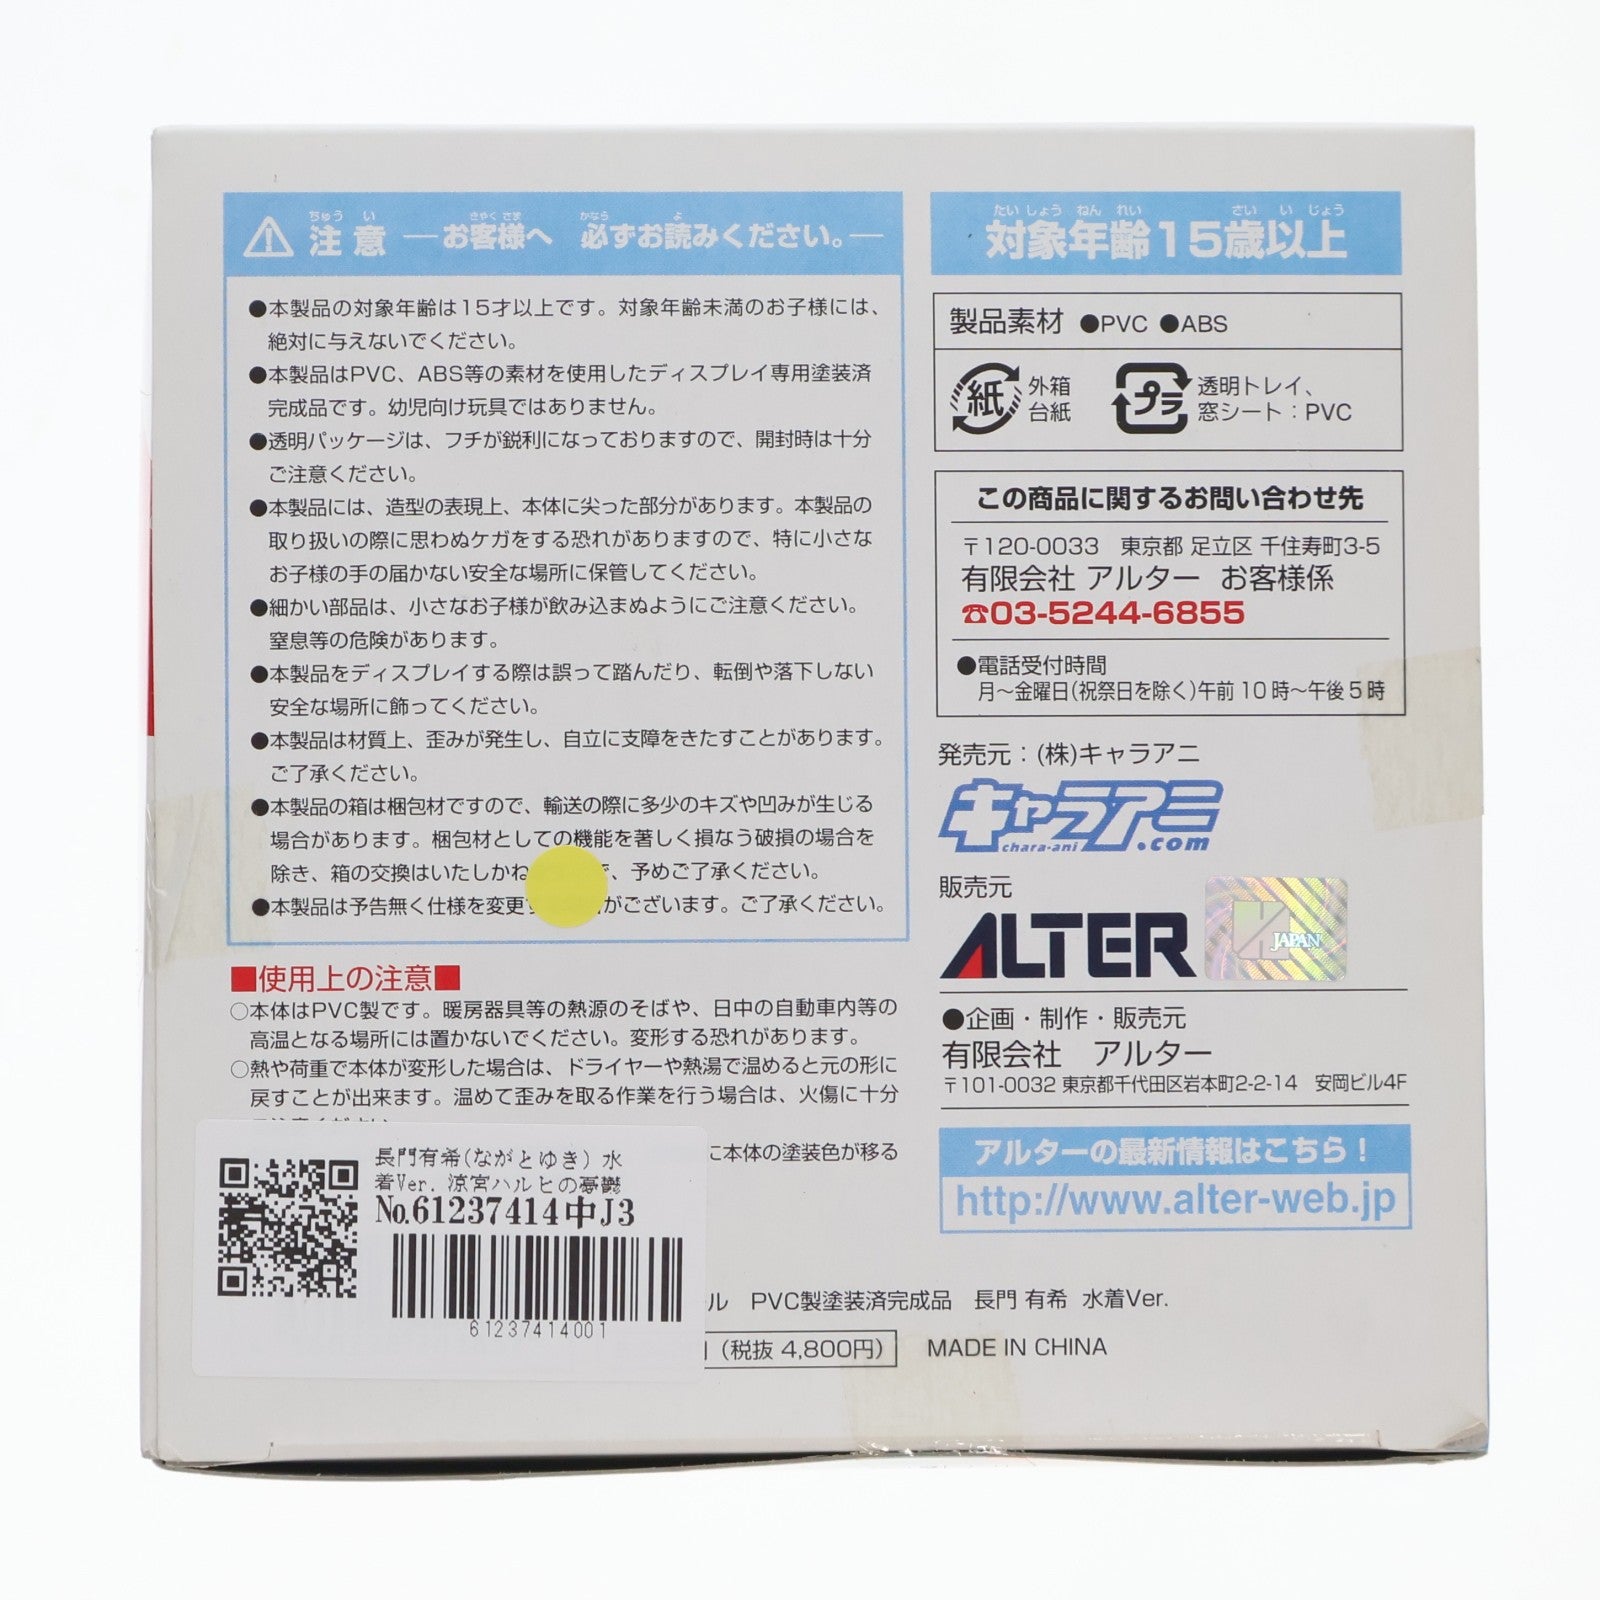 注意 ―お客様へ 必ずお読みください。―
ちゅう い きゃく さま かなら よ
●本製品の対象年齢は15才以上です。対象年齢未満のお子様には、
絶対に与えないでください。
●本製品はPVC、ABS等の素材を使用したディスプレイ専用塗装済
完成品です。幼児向け玩具ではありません。
●透明パッケージは、フチが鋭利になっておりますので、開封時は十分
ご注意ください。
●本製品には、造型の表現上、本体に尖った部分があります。本製品の
取り扱いの際に思わぬケガをする恐れがありますので、特に小さな
お子様の手の届かない安全な場所に保管してください。
●細かい部品は、小さなお子様が飲み込まぬようにご注意ください。
窒息等の危険があります。
●本製品をディスプレイする際は誤って踏んだり、転倒や落下しない
安全な場所に飾ってください。
●本製品は材質上、歪みが発生し、自立に支障をきたすことがあります。
ご了承ください。
●本製品の箱は梱包材ですので、輸送の際に多少のキズや凹みが生じる
場合があります。梱包材としての機能を著しく損なう破損の場合を
除き、箱の交換はいたしかね 、予めご了承ください。
●本製品は予告無く仕様を変更 がございます。ご了承ください。
■使用上の注意■
○本体はPVC製です。暖房器具等の熱源のそばや、日中の自動車内等の
高温となる場所には置かないでください。変形する恐れがあります。
○熱や荷重で本体が変形した場合は、ドライヤーや熱湯で温めると元の形に
戻すことが出来ます。温めて歪みを取る作業を行う場合は、火傷に十分
に本体の塗装色が移る
長門有希(ながとゆき) 水
着Ver. 涼宮ハルヒの憂鬱
No.61237414中J3
61237414001
ル PVC製塗装済完成品 長門 有希 水着Ver.
(税抜 4,800円) MADE IN CHINA
たい しょう ねん れい さい い じょう
対象年齢15歳以上
製品素材 ●PVC ●ABS
紙 外箱
台紙
プラ 透明トレイ、
窓シート：PVC
この商品に関するお問い合わせ先
〒120-0033 東京都 足立区 千住寿町3-5
有限会社 アルター お客様係
☎03-5244-6855
●電話受付時間
月〜金曜日(祝祭日を除く)午前10時〜午後5時
発売元：(株)キャラアニ
キャラアニ
chara-ani.com
販売元
ALTER
JAPAN
●企画・制作・販売元
有限会社 アルター
〒101-0032 東京都千代田区岩本町2-2-14 安岡ビル4F
アルターの最新情報はこちら！
http://www.alter-web.jp